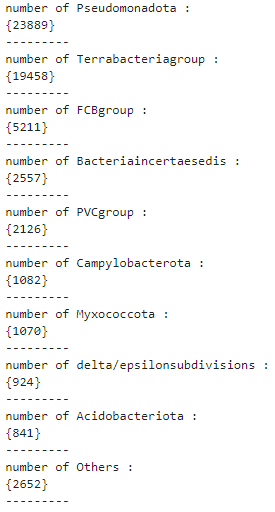 number of Pseudomonadota :
{23889}
---------
number of Terrabacteriagroup :
{19458}
---------
number of FCBgroup :
{5211}
---------
number of Bacteriaincertaesedis :
{2557}
---------
number of PVCgroup :
{2126}
---------
number of Campylobacterota :
{1082}
---------
number of Myxococcota :
{1070}
---------
number of delta/epsilonsubdivisions :
{924}
---------
number of Acidobacteriota :
{841}
---------
number of Others :
{2652}
---------